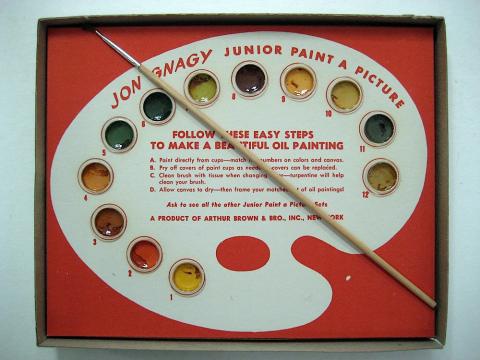 JON GNAGY JUNIOR PAINT A PICTURE
FOLLOW THESE EASY STEPS
TO MAKE A BEAUTIFUL OIL PAINTING
A. Paint directly from cups—match numbers on colors and canvas.
B. Pry off covers of paint cups as needed—covers can be replaced.
C. Clean brush with tissue when changing —turpentine will help
clean your brush.
D. Allow canvas to dry—then frame your set of oil paintings!
Ask to see all the other Junior Paint a Picture Sets
A PRODUCT OF ARTHUR BROWN & BRO., INC., NEW YORK
1
2
3
4
5
8
9
10
11
12